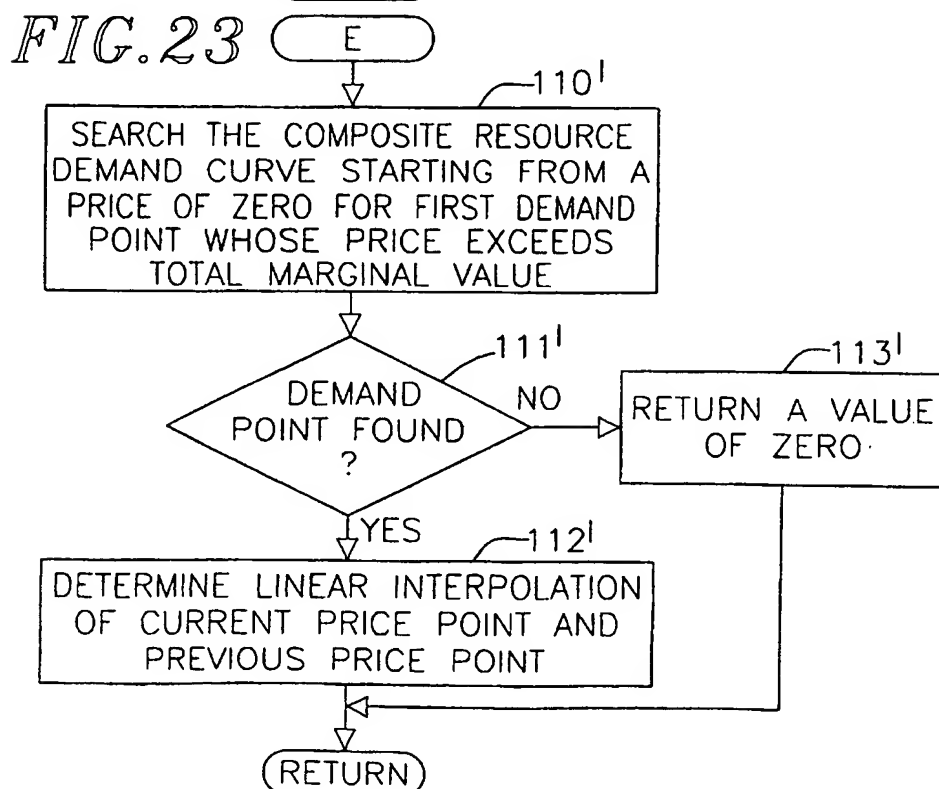 FIG.23
E
110'
SEARCH THE COMPOSITE RESOURCE
DEMAND CURVE STARTING FROM A
PRICE OF ZERO FOR FIRST DEMAND
POINT WHOSE PRICE EXCEEDS
TOTAL MARGINAL VALUE
111'
DEMAND
POINT FOUND
?
NO
113'
RETURN A VALUE
OF ZERO
YES
112'
DETERMINE LINEAR INTERPOLATION
OF CURRENT PRICE POINT AND
PREVIOUS PRICE POINT
RETURN